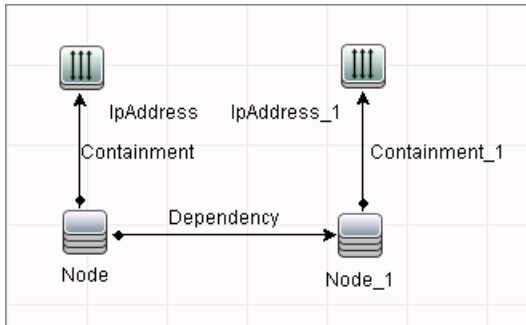 IpAddress
IpAddress_1
Containment
Containment_1
Dependency
Node
Node_1